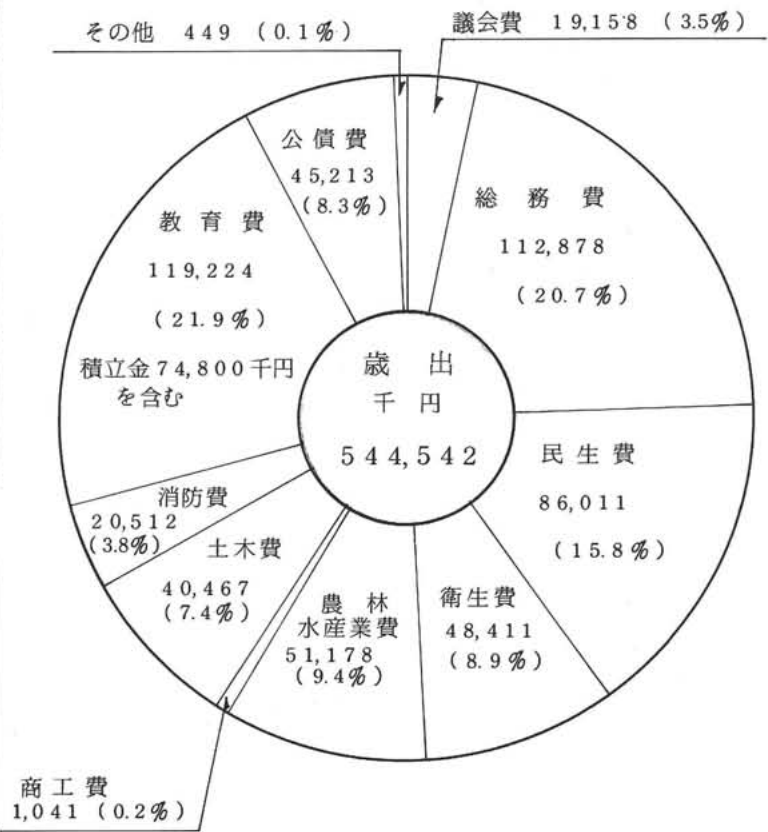 その他 449 (0.1%)
議会費 19,158 (3.5%)
公債費
45,213
(8.3%)
総務費
112,878
(20.7%)
教育費
119,224
(21.9%)
積立金74,800千円
を含む
歳出
千円
544,542
民生費
86,011
(15.8%)
消防費
20,512
(3.8%)
土木費
40,467
(7.4%)
農林
水産業費
51,178
(9.4%)
衛生費
48,411
(8.9%)
商工費
1,041 (0.2%)